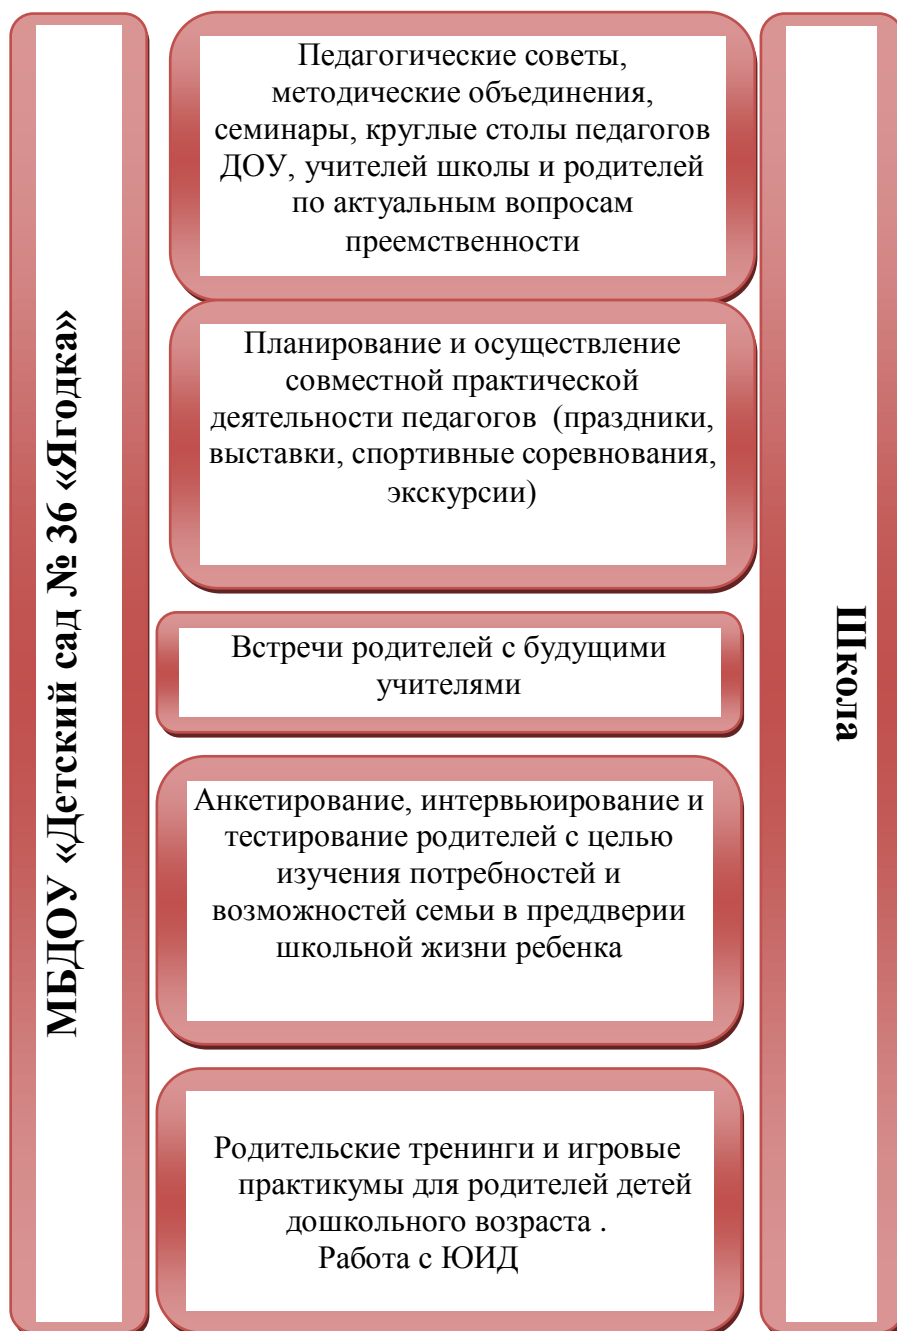 МБДОУ «Детский сад № 36 «Ягодка»
Педагогические советы,
методические объединения,
семинары, круглые столы педагогов
ДОУ, учителей школы и родителей
по актуальным вопросам
преемственности
Планирование и осуществление
совместной практической
деятельности педагогов  (праздники,
выставки, спортивные соревнования,
экскурсии)
Встречи родителей с будущими
учителями
Анкетирование, интервьюирование и
тестирование родителей с целью
изучения потребностей и
возможностей семьи в преддверии
школьной жизни ребенка
Родительские тренинги и игровые
практикумы для родителей детей
дошкольного возраста .
Работа с ЮИД
Школа